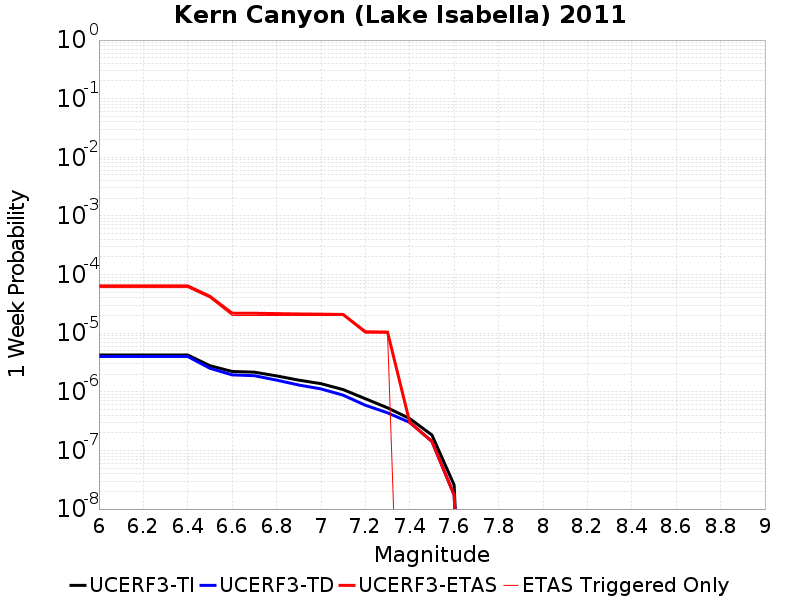 Kern Canyon (Lake Isabella) 2011
1 Week Probability
10^0
10^-1
10^-2
10^-3
10^-4
10^-5
10^-6
10^-7
10^-8
6 6.2 6.4 6.6 6.8 7 7.2 7.4 7.6 7.8 8 8.2 8.4 8.6 8.8 9
Magnitude
UCERF3-TI UCERF3-TD UCERF3-ETAS ETAS Triggered Only